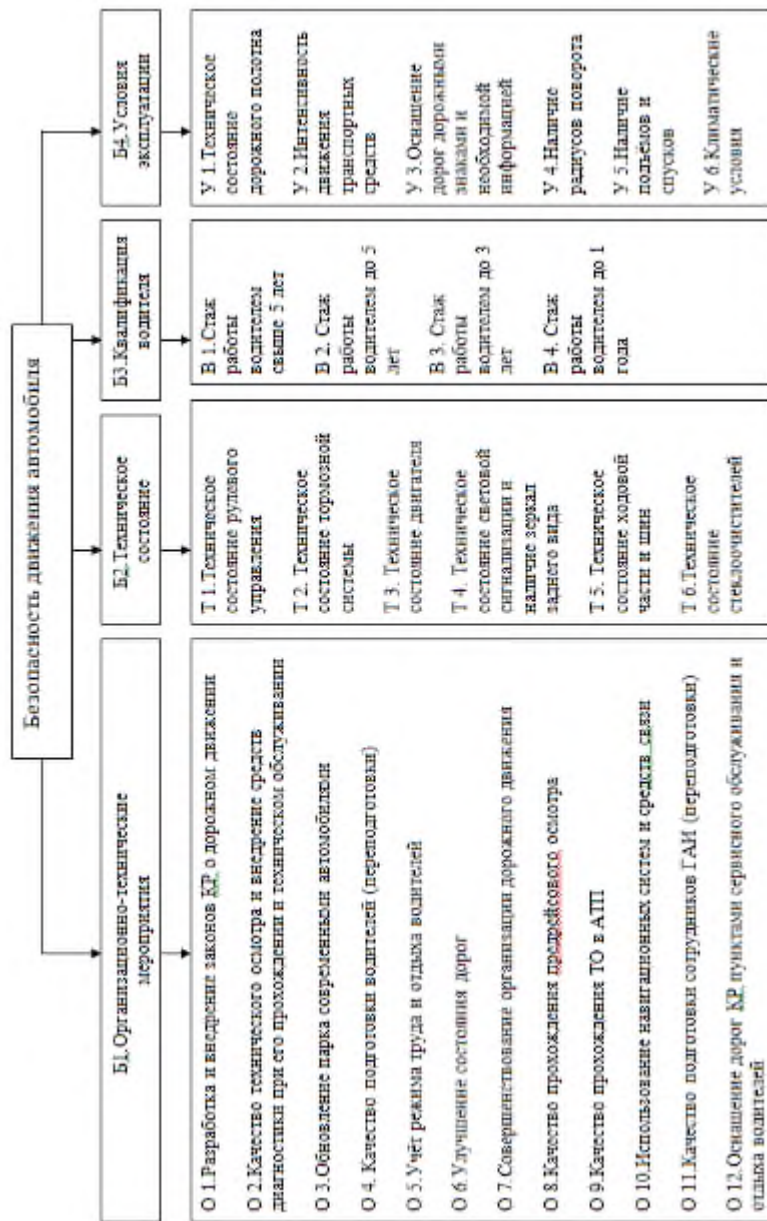 Безопасность движения автомобиля
Б1.Организационно-технические
мероприятия
О 1.Разработка и внедрение законов КР о дорожном движении
О 2.Качество технического осмотра и внедрение средств
диагностики при его прохождении и техническом обслуживании
О 3.Обновление парка современными автомобилями
О 4. Качество подготовки водителей (переподготовки)
О 5.Учёт режима труда и отдыха водителей
О 6.Улучшение состояния дорог
О 7.Совершенствование организации дорожного движения
О 8.Качество прохождения предрейсового осмотра
О 9.Качество прохождения ТО в АТП
О 10.Использование навигационных систем и средств связи
О 11.Качество подготовки сотрудников ГАИ (переподготовки)
О 12.Оснащение дорог КР пунктами сервисного обслуживания и
отдыха водителей
Б2.Техническое
состояние
Т 1.Техническое
состояние рулевого
управления
Т 2. Техническое
состояние тормозной
системы
Т 3. Техническое
состояние двигателя
Т 4. Техническое
состояние световой
сигнализации и
наличие зеркал
заднего вида
Т 5. Техническое
состояние ходовой
части и шин
Т 6.Техническое
состояние
стеклоочистителей
Б3.Квалификация
водителя
В 1.Стаж
работы
водителем
свыше 5 лет
В 2. Стаж
работы
водителем до 5
лет
В 3. Стаж
работы
водителем до 3
лет
В 4. Стаж
работы
водителем до 1
года
Б4.Условия
эксплуатации
У 1.Техническое
состояние
дорожного полотна
У 2.Интенсивность
движения
транспортных
средств
У 3.Оснащение
дорог дорожными
знаками и
необходимой
информацией
У 4.Наличие
радиусов поворота
У 5.Наличие
подъёмов и
спусков
У 6.Климатические
условия